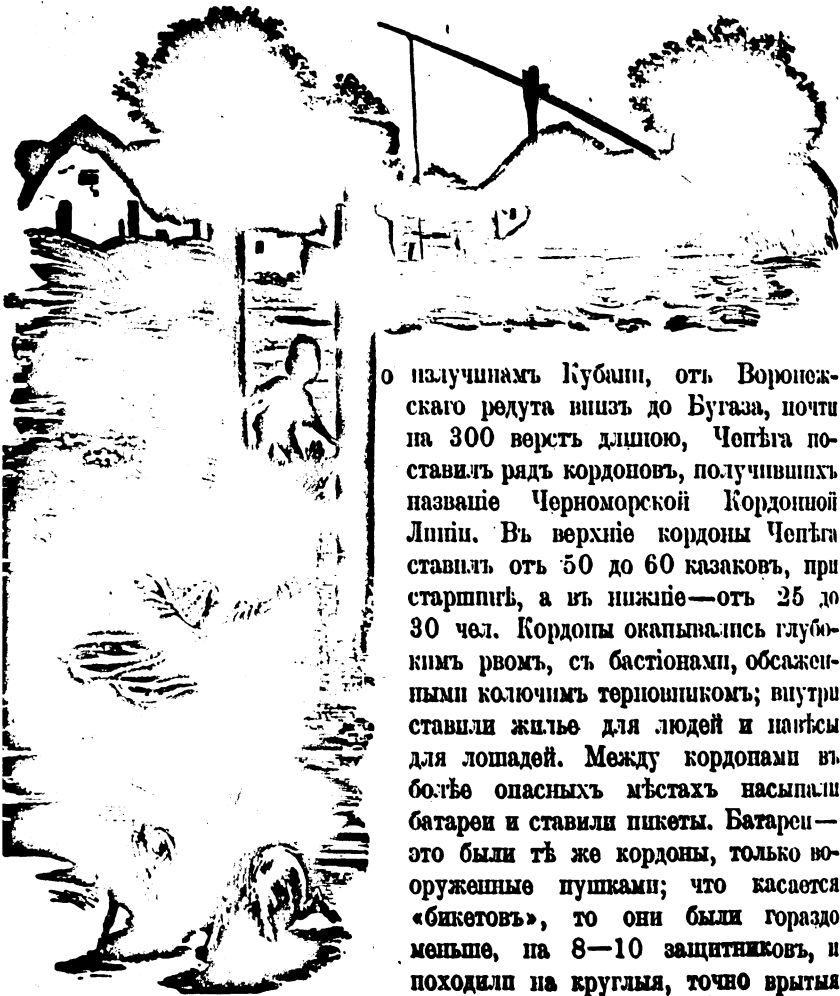 о излучинамъ Кубани, отъ Воронеж-
скаго редута внизъ до Бугаза, почти
на 300 верстъ длиною, Чепѣга по-
ставилъ рядъ кордоновъ, получившихъ
названіе Черноморской Кордонной
Линіи. Въ верхніе кордоны Чепѣга
ставилъ отъ 50 до 60 казаковъ, при
старшинѣ, а въ нижніе—отъ 25 до
30 чел. Кордоны окапывались глубо-
кимъ рвомъ, съ бастіонами, обсажен-
ными колючимъ терновникомъ; внутри
ставили жилье для людей и навѣсы
для лошадей. Между кордонами въ
болѣе опасныхъ мѣстахъ насыпали
батареи и ставили пикеты. Батареи—
это были тѣ же кордоны, только во-
оруженные пушками; что касается
«бикетовъ», то они были гораздо
меньше, на 8—10 защитниковъ, и
походили на круглыя, точно врытыя